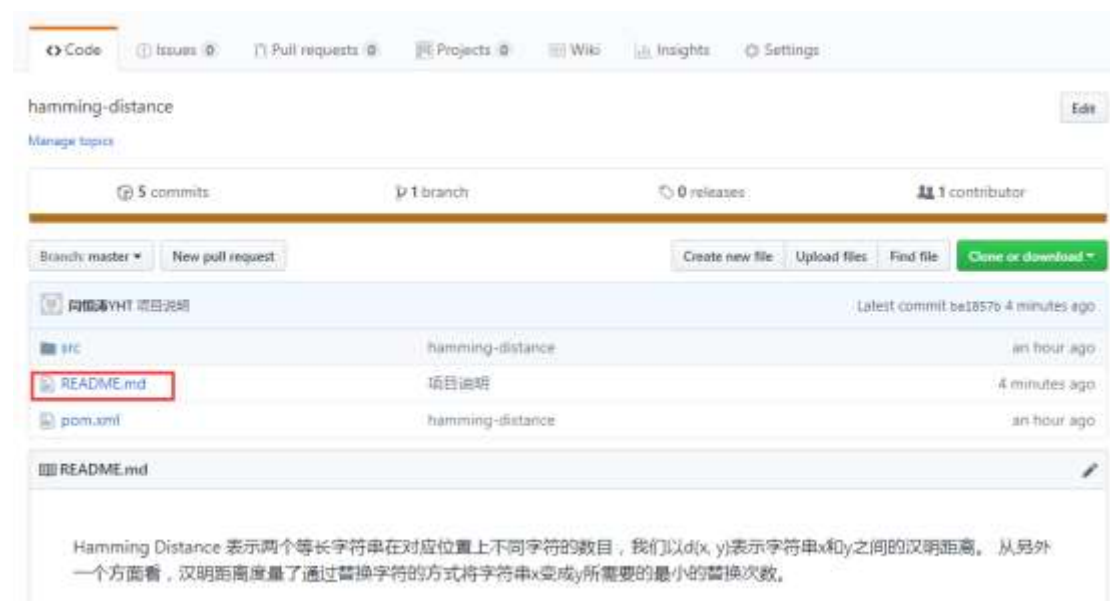 Code Issues 0 Pull requests 0 Projects 0 Wiki Insights Settings
hamming-distance Edit
Manage topics
5 commits 1 branch 0 releases 1 contributor
Branch: master New pull request Create new file Upload files Find file Clone or download
闫恒涛YHT 项目说明 Latest commit be1857b 4 minutes ago
src hamming-distance an hour ago
README.md 项目说明 4 minutes ago
pom.xml hamming-distance an hour ago
README.md
Hamming Distance 表示两个等长字符串在对应位置上不同字符的数目，我们以d(x, y)表示字符串x和y之间的汉明距离。 从另外
一个方面看，汉明距离度量了通过替换字符的方式将字符串x变成y所需要的最小的替换次数。